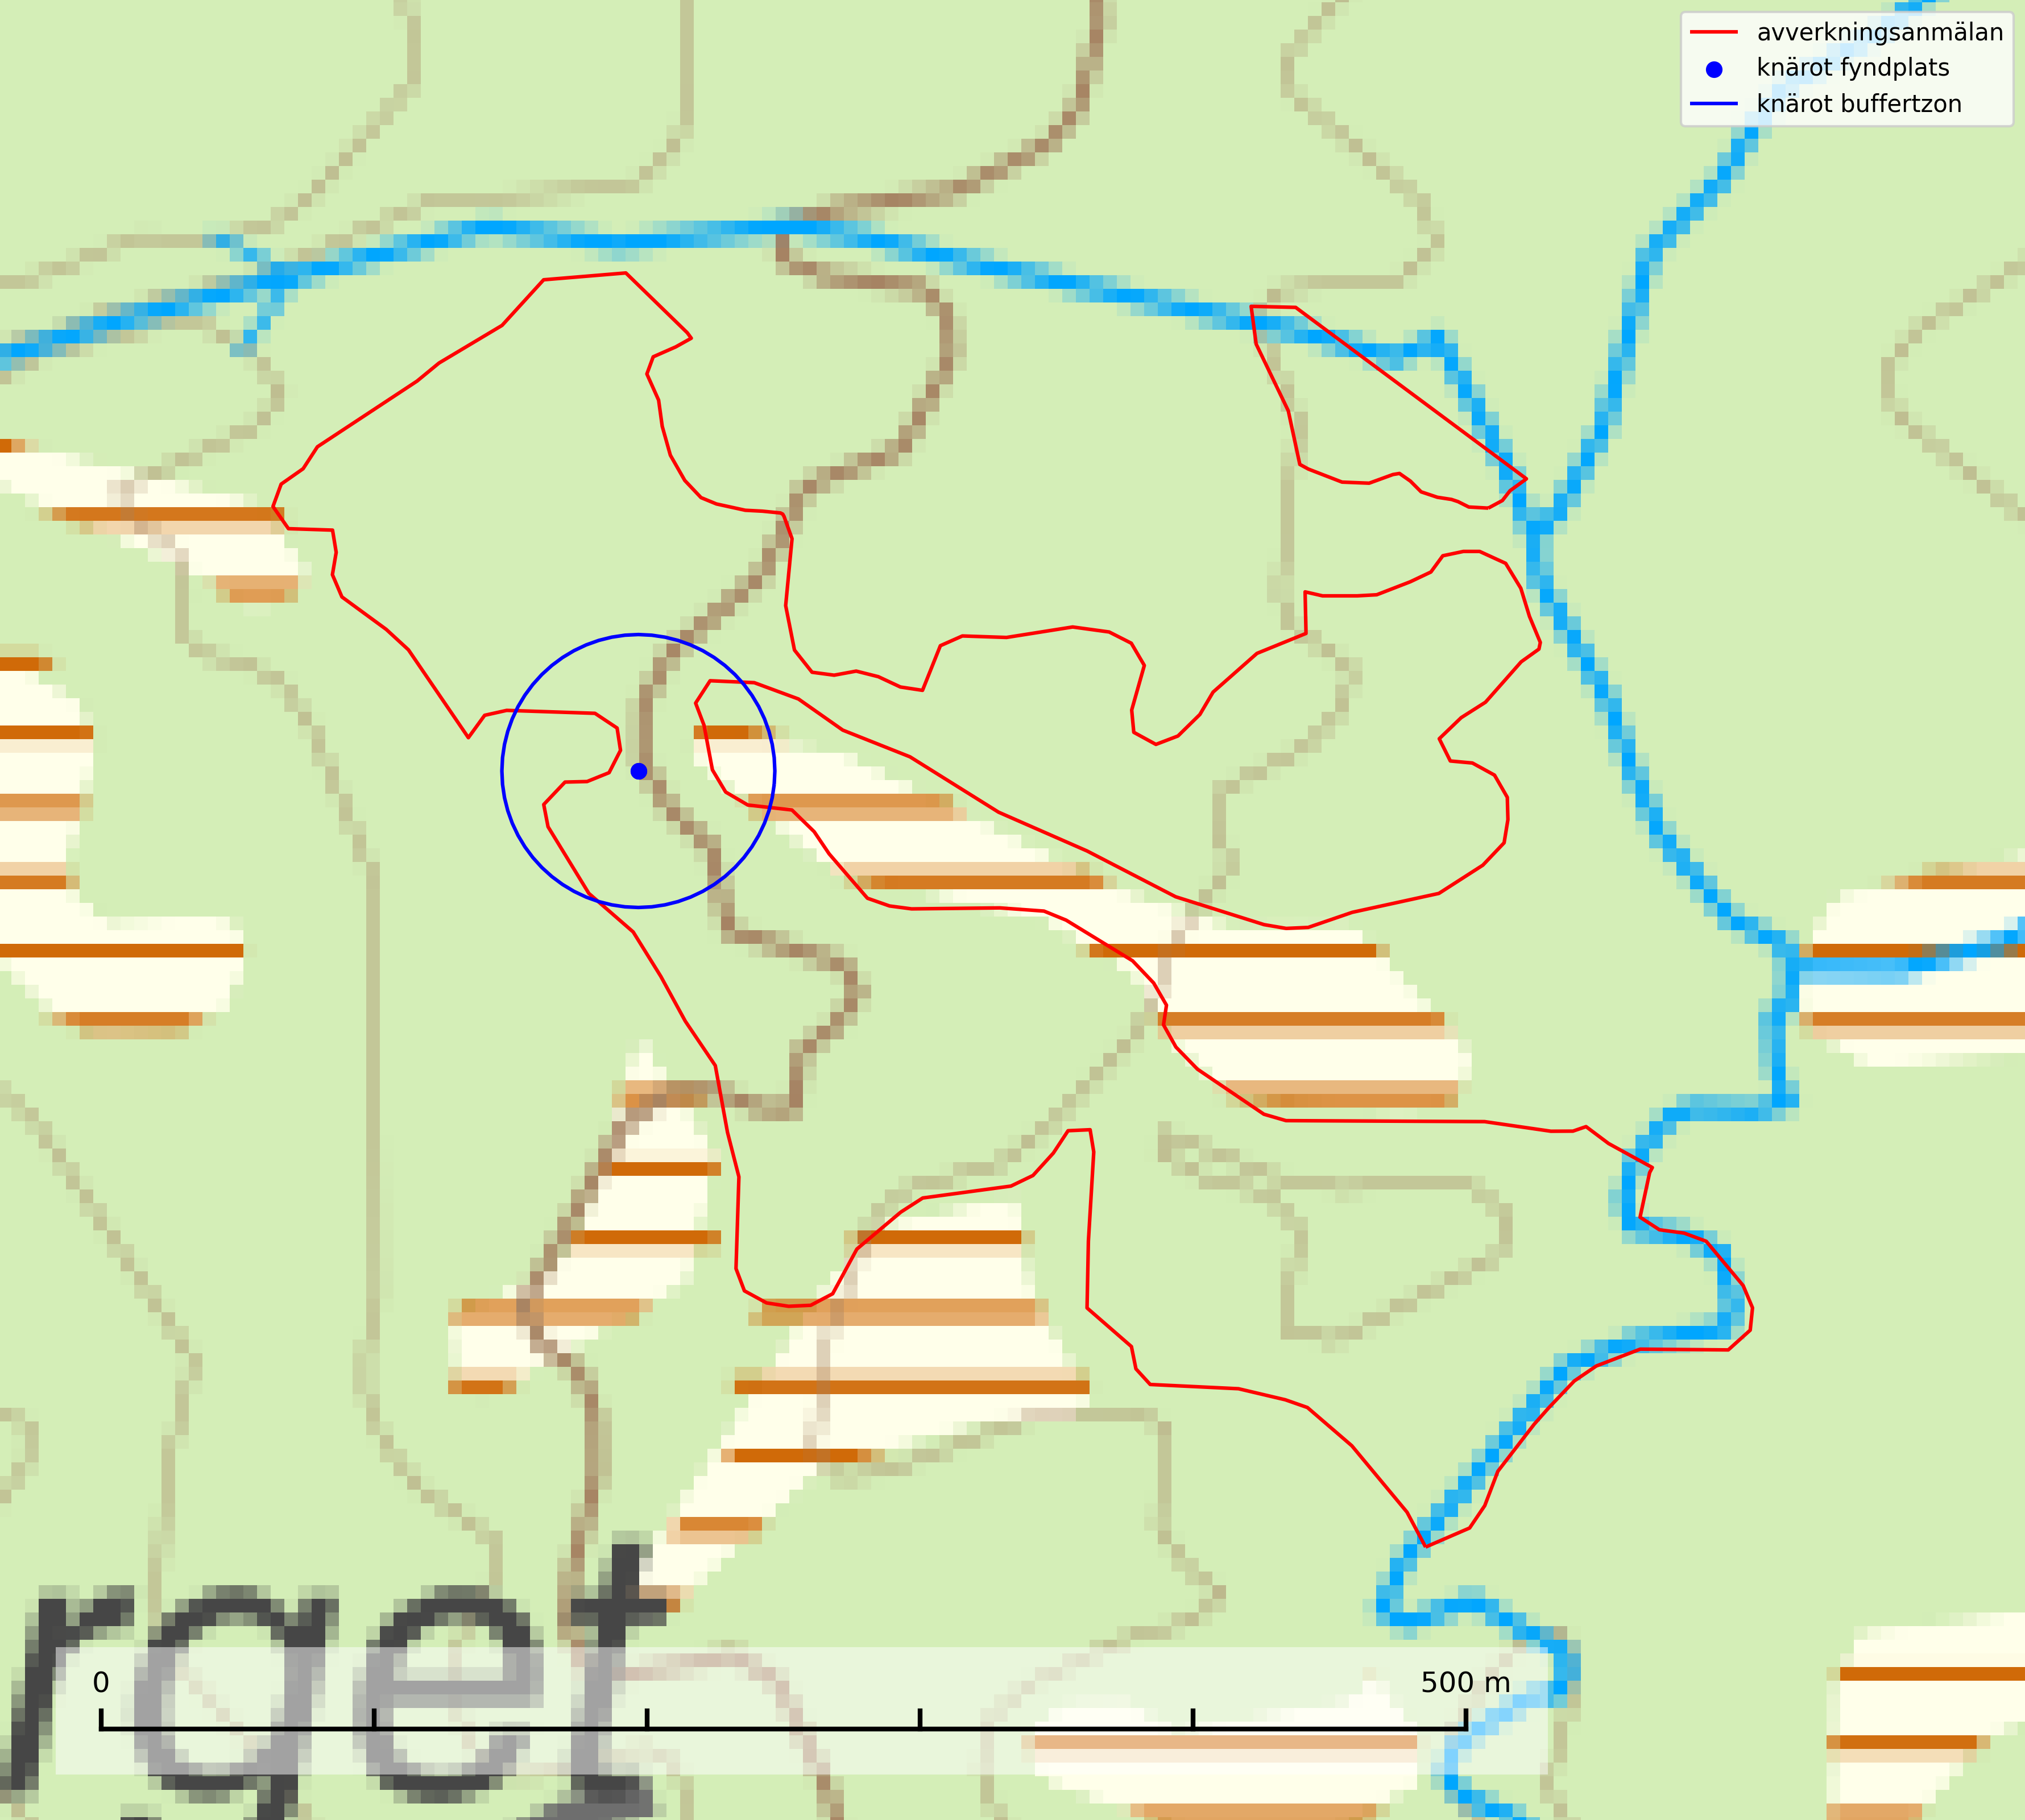 avverkningsanmälan
knärot fyndplats
knärot buffertzon
rget
0 500 m